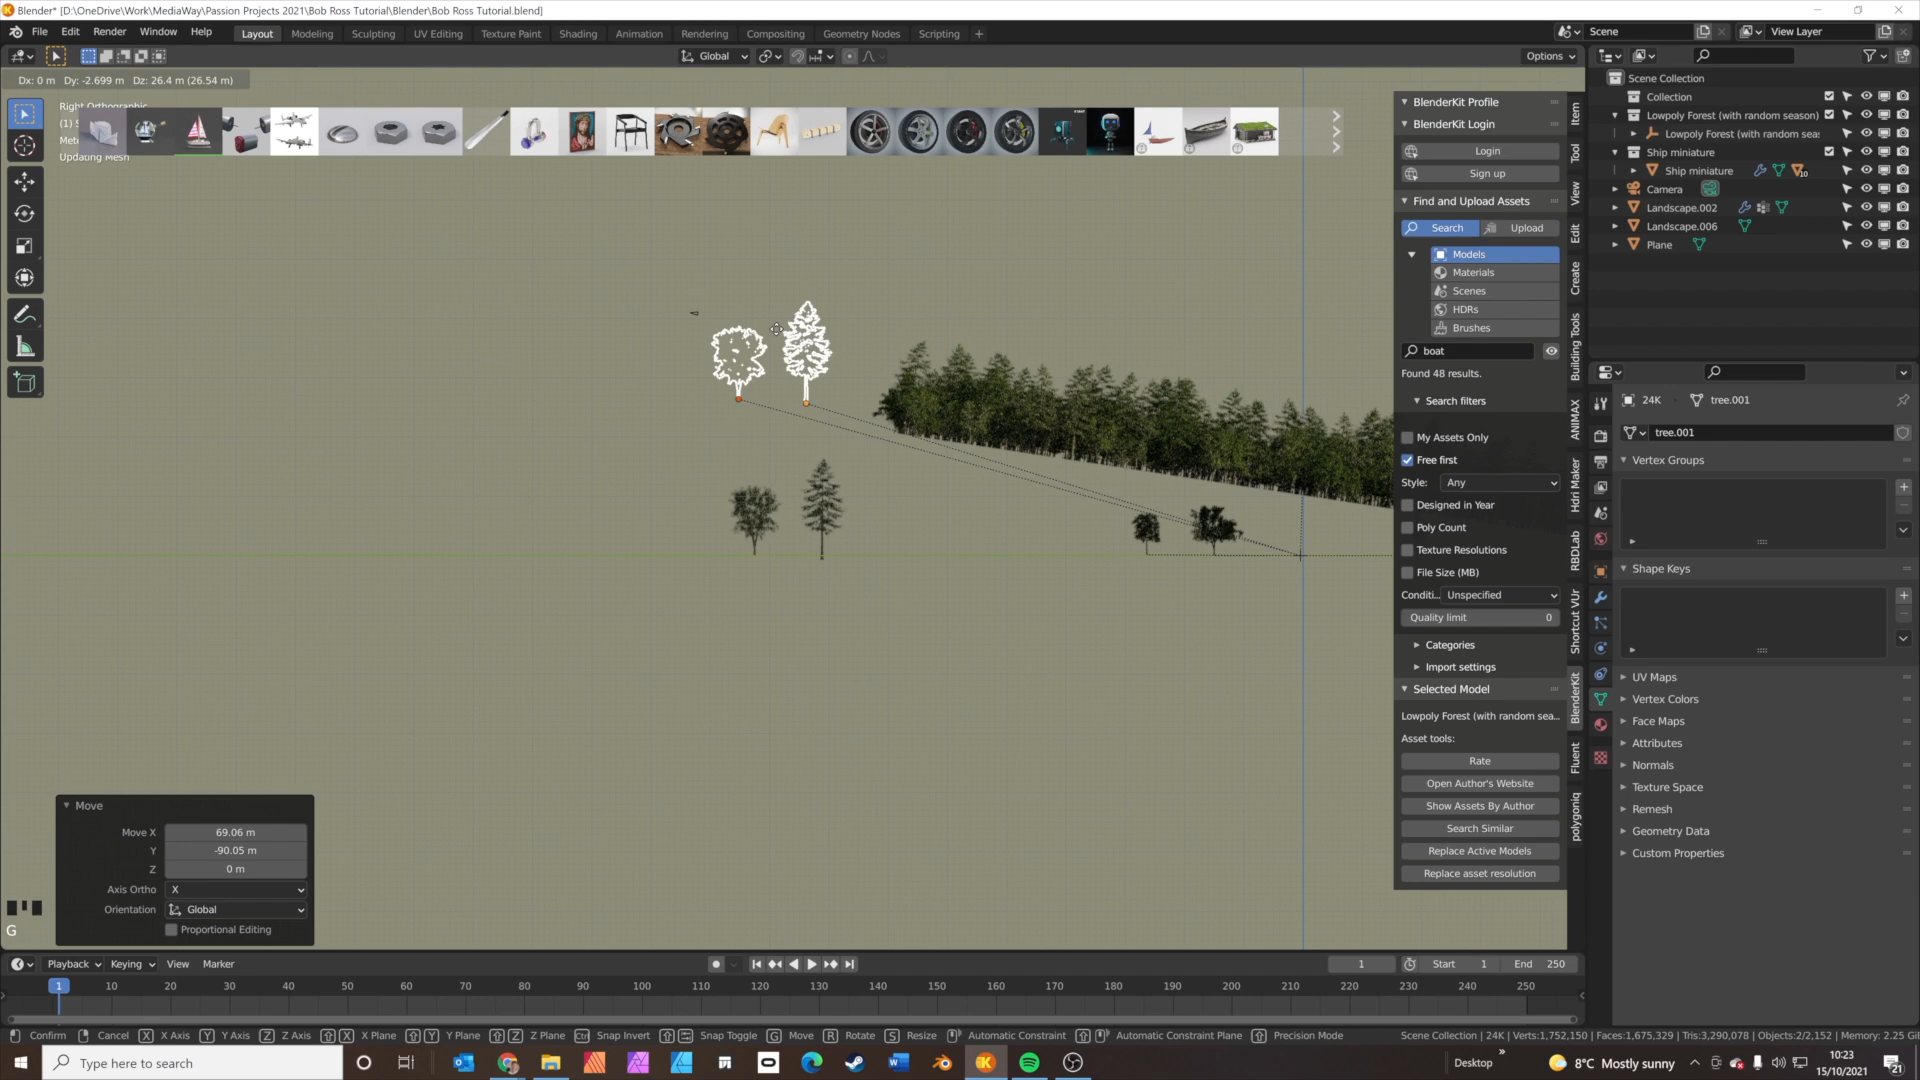 Blender* [D:\OneDrive\Work\MediaWay\Passion Projects 2021\Bob Ross Tutorial\Blender\Bob Ross Tutorial.blend]
File Edit Render Window Help Layout Modeling Sculpting UV Editing Texture Paint Shading Animation Rendering Compositing Geometry Nodes Scripting + Scene View Layer
Global Options
Dx: 0 m Dy: -2.699 m Dz: 26.4 m (26.54 m)
Right Orthographic
(1) S
Mete
Updating Mesh
BlenderKit Profile
BlenderKit Login
Login
Sign up
Find and Upload Assets
Search Upload
Models
Materials
Scenes
HDRs
Brushes
boat
Found 48 results.
Search filters
My Assets Only
Free first
Style: Any
Designed in Year
Poly Count
Texture Resolutions
File Size (MB)
Conditi... Unspecified
Quality limit 0
Categories
Import settings
Selected Model
Lowpoly Forest (with random sea...
Asset tools:
Rate
Open Author's Website
Show Assets By Author
Search Similar
Replace Active Models
Replace asset resolution
Item
Tool
View
Edit
Create
Building Tools
ANIMAX
Hdri Maker
RBDLab
Shortcut VUr
BlenderKit
Fluent
polygoniq
Scene Collection
Collection
Lowpoly Forest (with random season)
Lowpoly Forest (with random seas
Ship miniature
Ship miniature 10
Camera
Landscape.002
Landscape.006
Plane
24K tree.001
tree.001
Vertex Groups
Shape Keys
UV Maps
Vertex Colors
Face Maps
Attributes
Normals
Texture Space
Remesh
Geometry Data
Custom Properties
Move
Move X 69.06 m
Y -90.05 m
Z 0 m
Axis Ortho X
Orientation Global
Proportional Editing
G
Playback Keying View Marker 1 Start 1 End 250
1 10 20 30 40 50 60 70 80 90 100 110 120 130 140 150 160 170 180 190 200 210 220 230 240 250
Confirm Cancel X X Axis Y Y Axis Z Z Axis X X Plane Y Y Plane Z Z Plane Ctrl Snap Invert Snap Toggle G Move R Rotate S Resize Automatic Constraint Automatic Constraint Plane Precision Mode Scene Collection | 24K | Verts:1,752,150 | Faces:1,675,329 | Tris:3,290,078 | Objects:2/2,152 | Memory: 2.25 Gi
Type here to search Desktop 8°C Mostly sunny 10:23
15/10/2021 21